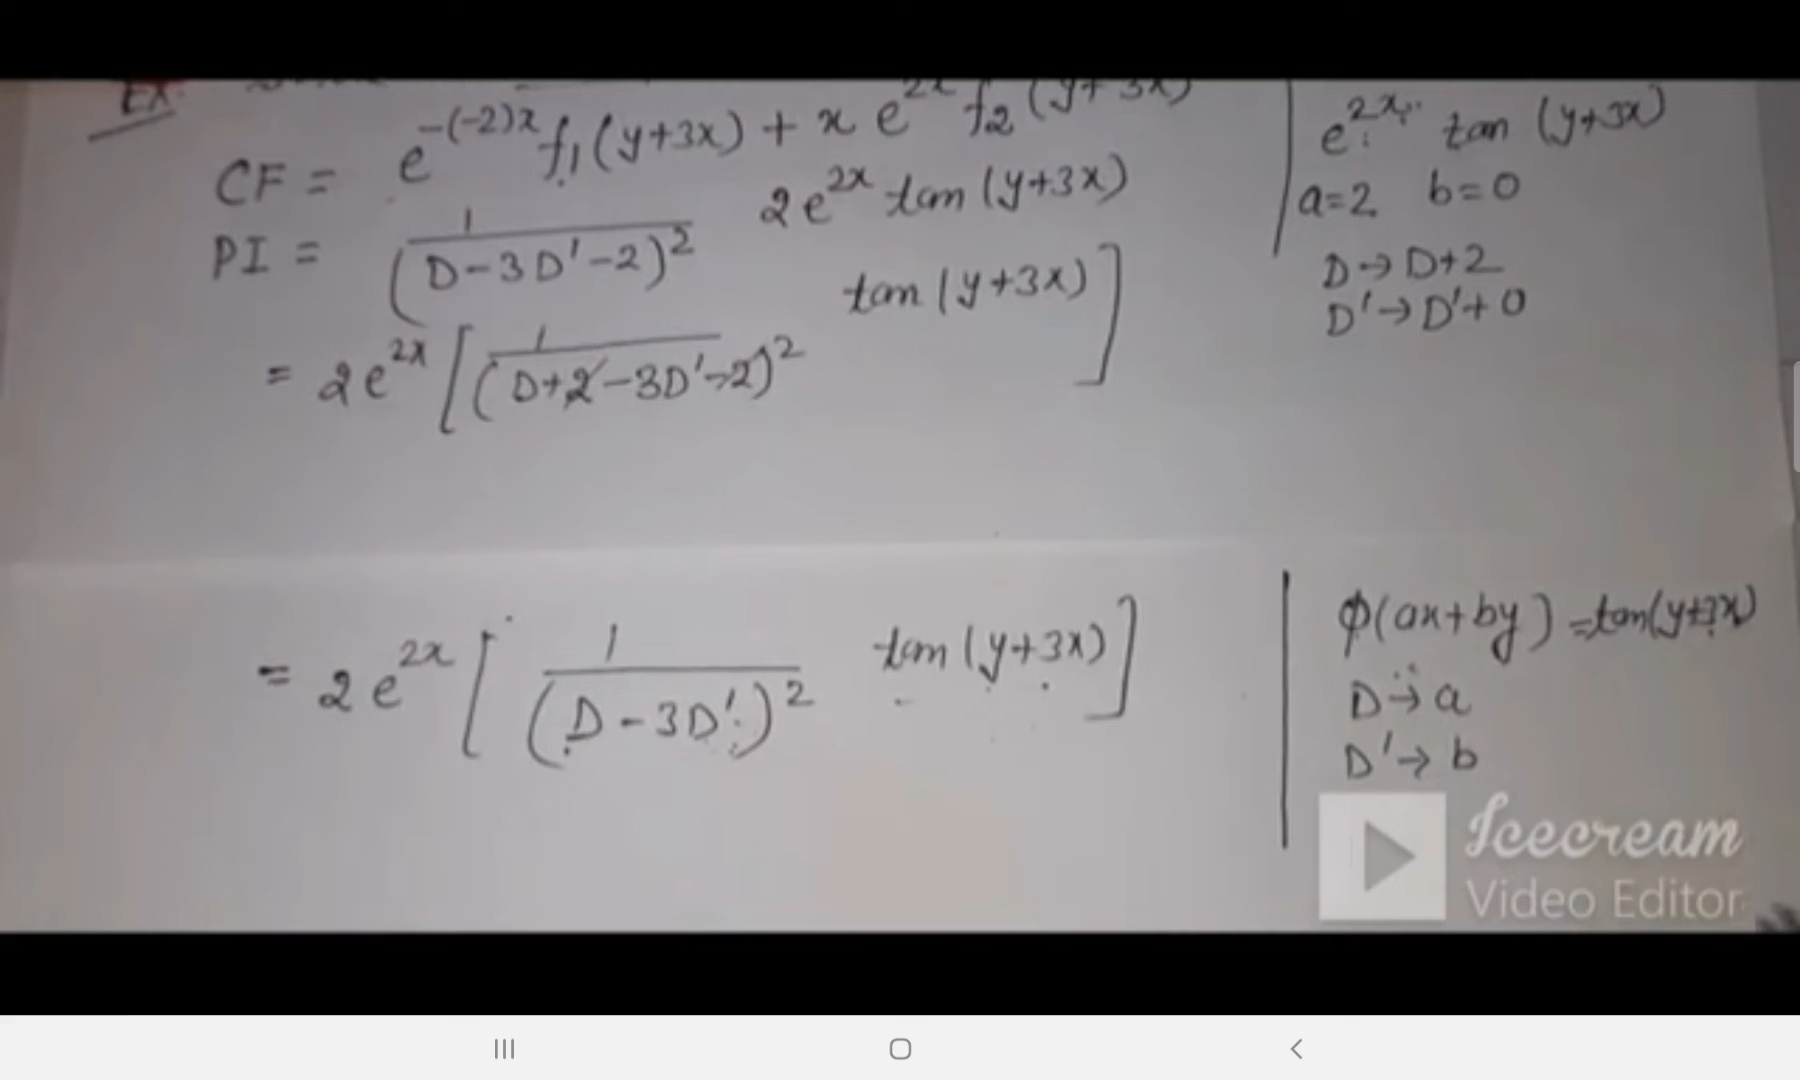 Ex.
CF = e^{-(-2)x} f₁(y+3x) + x e^{2x} f₂(y+3x)
PI = 1/(D-3D'-2)² 2e^{2x} tan(y+3x)
= 2e^{2x} [1/(D+2-3D'-2)² tan(y+3x)]
= 2e^{2x} [1/(D-3D')² tan(y+3x)]
e^{2x} tan(y+3x)
a=2 b=0
D→D+2
D'→D'+0
ϕ(ax+by)=tan(y+3x)
D→a
D'→b
Icecream
Video Editor